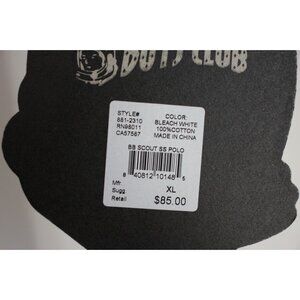 BOYS CLUB
STYLE# COLOR:
881-2310 BLEACH WHITE
RN98011 100%COTTON
CA57587 MADE IN CHINA
BB SCOUT SS POLO
8 40812 10148 5
Mfr XL
Sugg
Retail $85.00